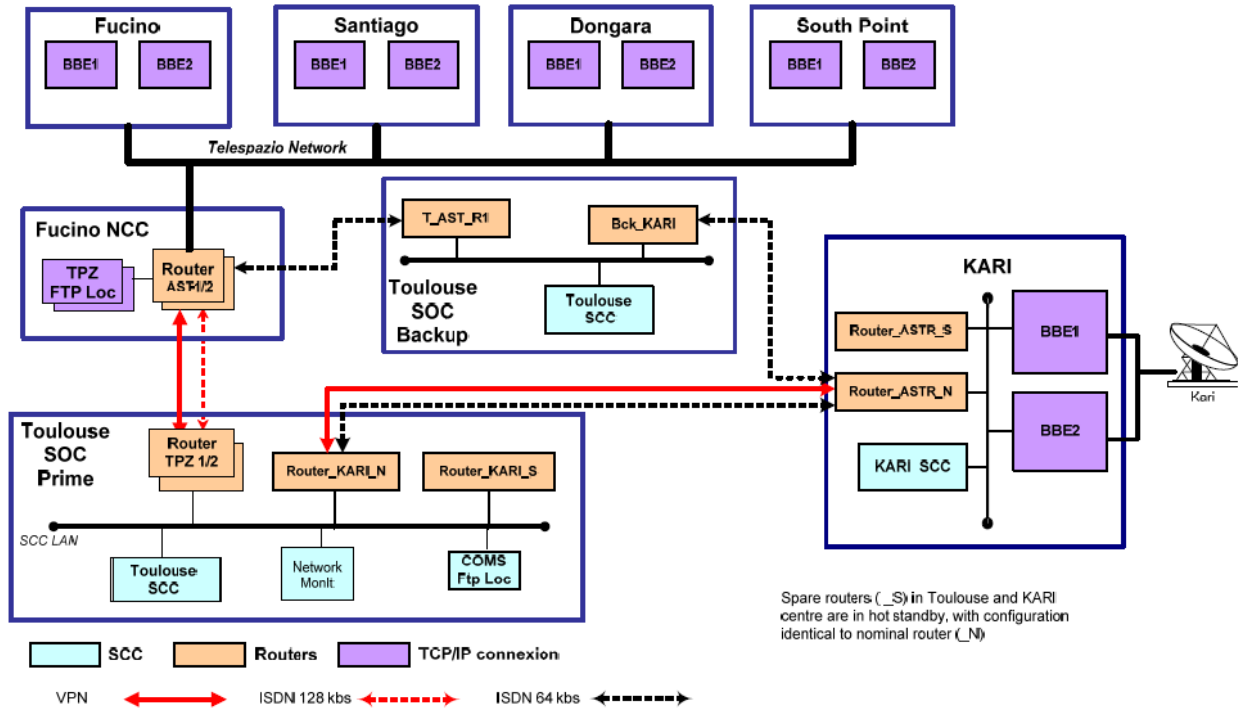 Fucino
BBE1
BBE2
Santiago
BBE1
BBE2
Dongara
BBE1
BBE2
South Point
BBE1
BBE2
Telespazio Network
Fucino NCC
TPZ
FTP Loc
Router
AST1/2
T_AST_R1
Bck_KARI
Toulouse
SOC
Backup
Toulouse
SCC
KARI
Router_ASTR_S
Router_ASTR_N
KARI SCC
BBE1
BBE2
Kari
Toulouse
SOC
Prime
Router
TPZ 1/2
Router_KARI_N
Router_KARI_S
SCC LAN
Toulouse
SCC
Network
Monit
COMS
Ftp Loc
Spare routers ( _S) in Toulouse and KARI
centre are in hot standby, with configuration
identical to nominal router (_N)
SCC
Routers
TCP/IP connexion
VPN
ISDN 128 kbs
ISDN 64 kbs